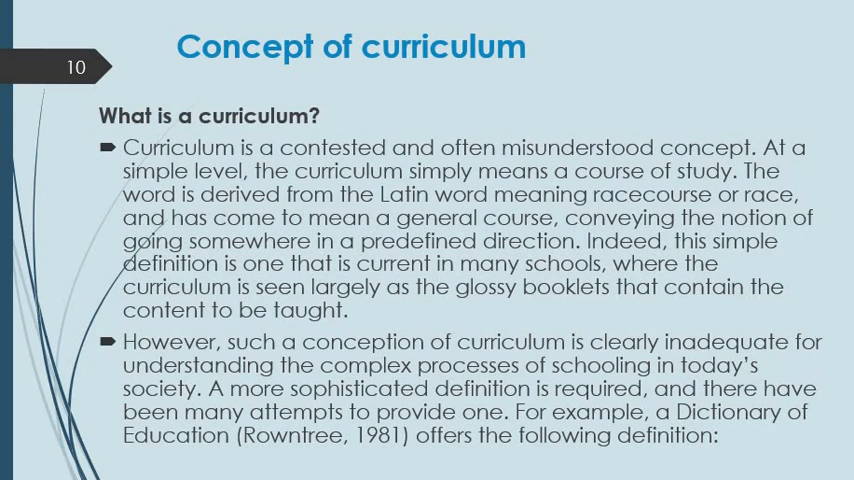 Concept of curriculum
10
What is a curriculum?
Curriculum is a contested and often misunderstood concept. At a
simple level, the curriculum simply means a course of study. The
word is derived from the Latin word meaning racecourse or race,
and has come to mean a general course, conveying the notion of
going somewhere in a predefined direction. Indeed, this simple
definition is one that is current in many schools, where the
curriculum is seen largely as the glossy booklets that contain the
content to be taught.
However, such a conception of curriculum is clearly inadequate for
understanding the complex processes of schooling in today’s
society. A more sophisticated definition is required, and there have
been many attempts to provide one. For example, a Dictionary of
Education (Rowntree, 1981) offers the following definition: